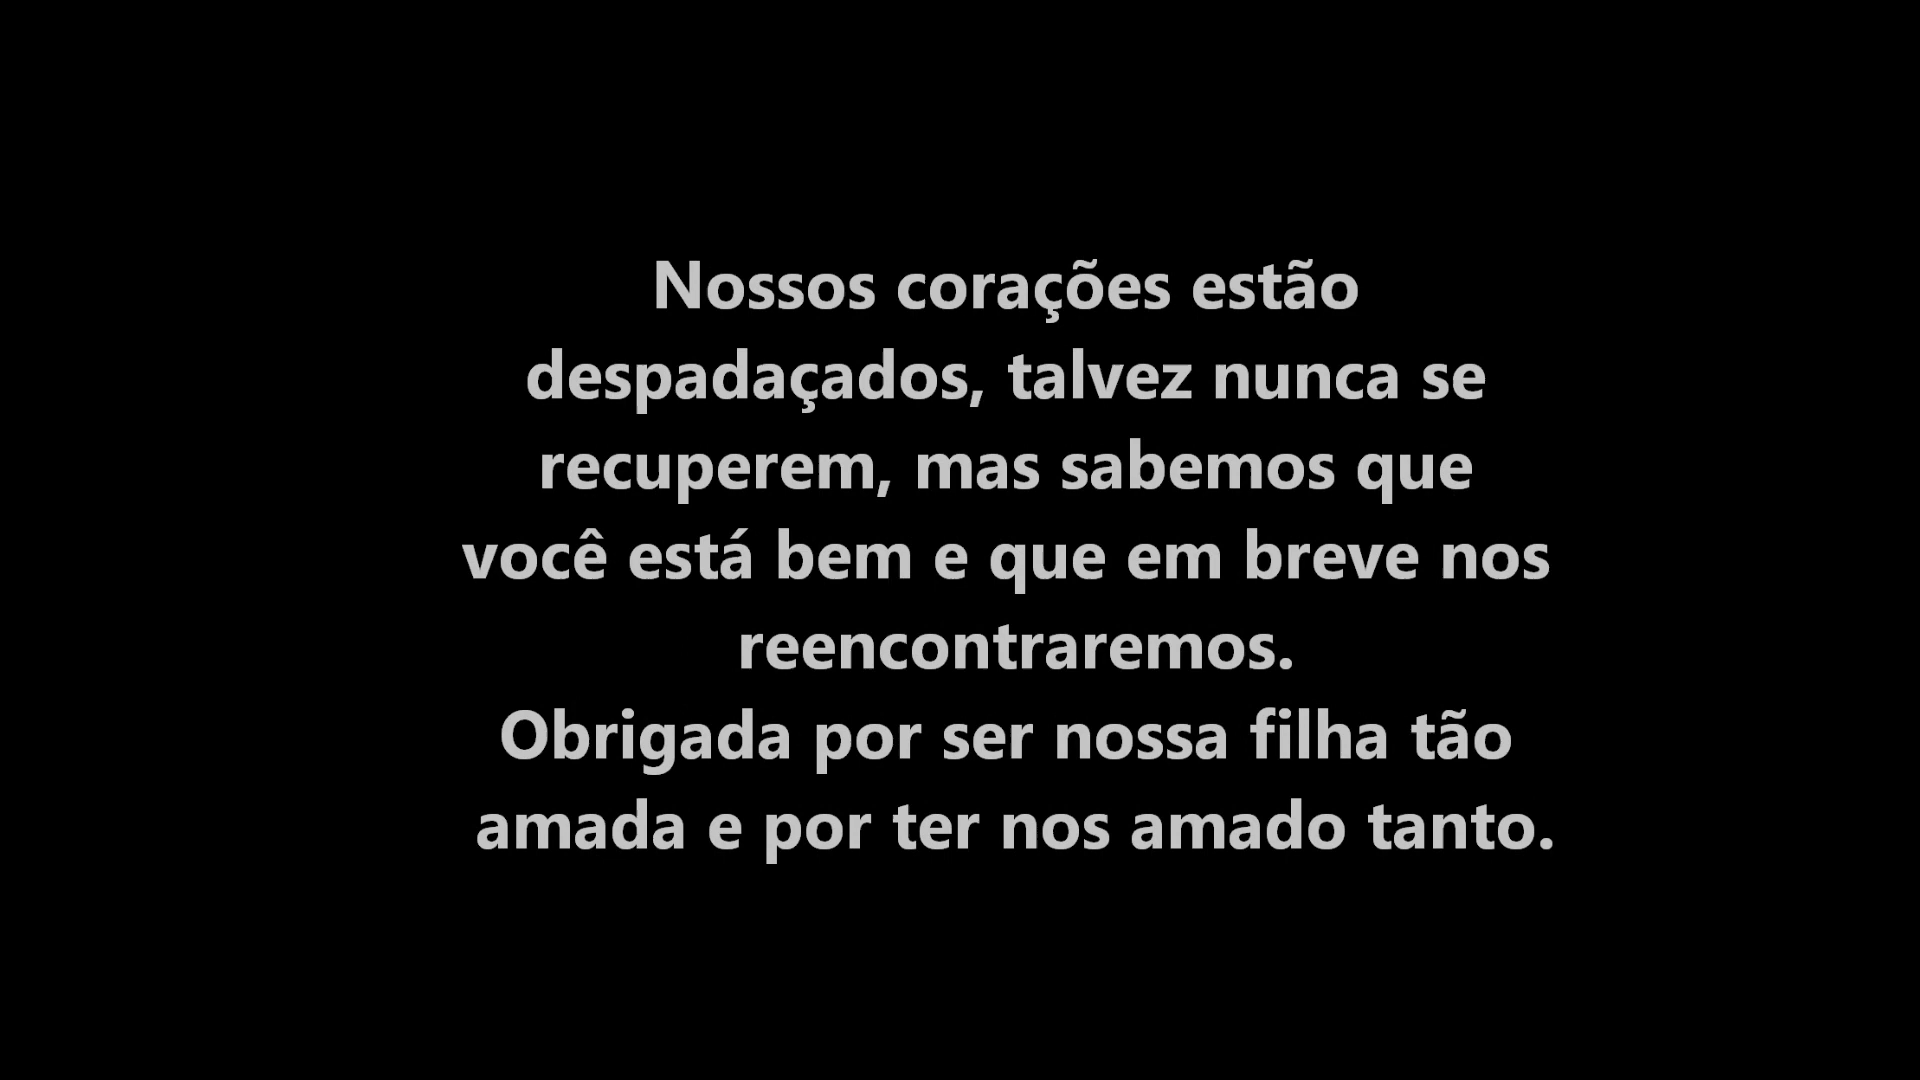 Nossos corações estão
despadaçados, talvez nunca se
recuperem, mas sabemos que
você está bem e que em breve nos
reencontraremos.
Obrigada por ser nossa filha tão
amada e por ter nos amado tanto.